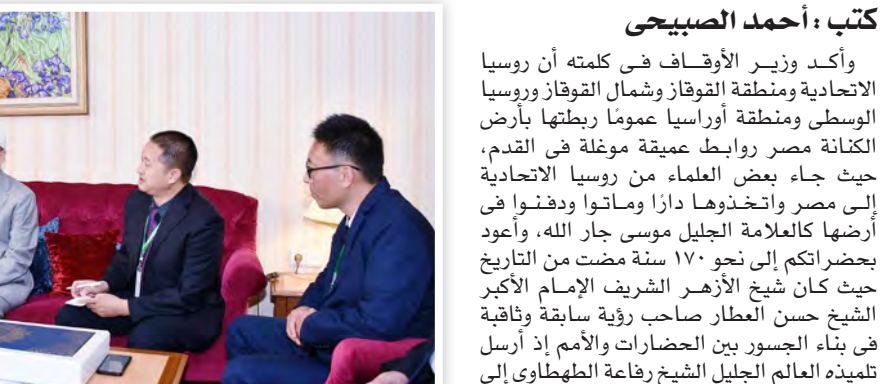 كتب : أحمد الصبيحى
وأكد وزير الأوقاف فى كلمته أن روسيا
الاتحادية ومنطقة القوقاز وشمال القوقاز وروسيا
الوسطى ومنطقة أوراسيا عمومًا ربطتها بأرض
الكنانة مصر روابط عميقة موغلة فى القدم،
حيث جاء بعض العلماء من روسيا الاتحادية
إلى مصر واتخذوها دارًا وماتوا ودفنوا فى
أرضها كالعلامة الجليل موسى جار الله، وأعود
بحضراتكم إلى نحو ١٧٠ سنة مضت من التاريخ
حيث كان شيخ الأزهر الشريف الإمام الأكبر
الشيخ حسن العطار صاحب رؤية سابقة وثاقبة
فى بناء الجسور بين الحضارات والأمم إذ أرسل
تلميذه العالم الجليل الشيخ رفاعة الطهطاوى إلى